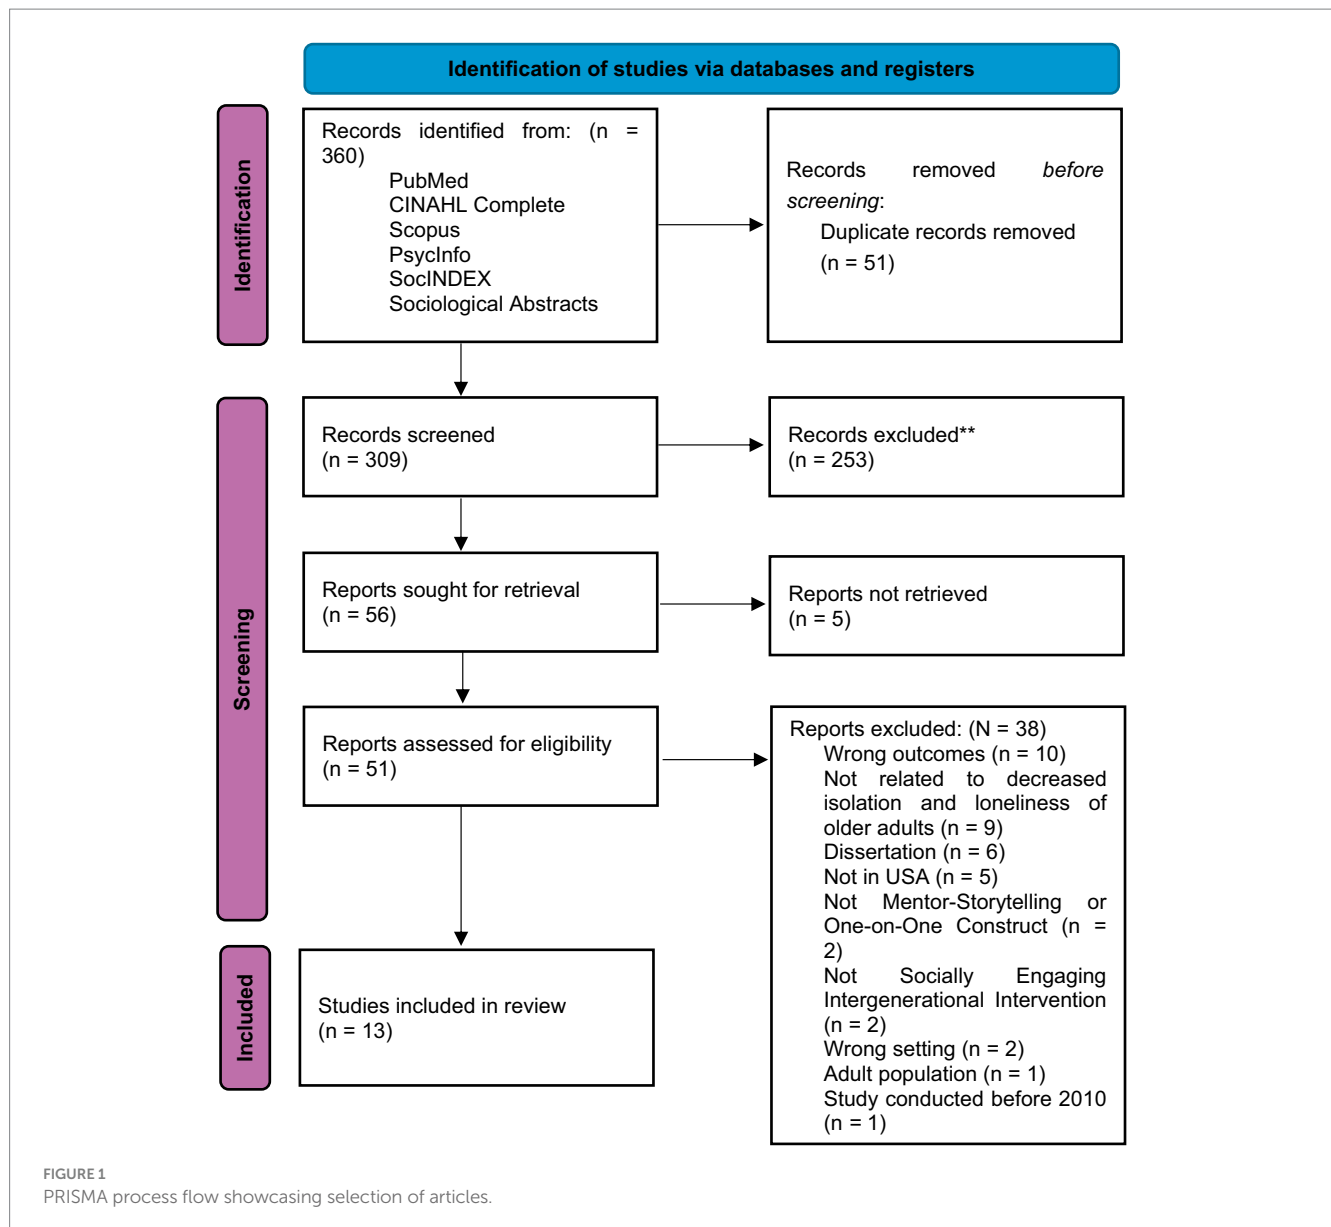 Identification of studies via databases and registers
Identification
Records identified from: (n =
360)
PubMed
CINAHL Complete
Scopus
PsycInfo
SocINDEX
Sociological Abstracts
Records removed before
screening:
Duplicate records removed
(n = 51)
Screening
Records screened
(n = 309)
Records excluded**
(n = 253)
Reports sought for retrieval
(n = 56)
Reports not retrieved
(n = 5)
Reports assessed for eligibility
(n = 51)
Reports excluded: (N = 38)
Wrong outcomes (n = 10)
Not related to decreased
isolation and loneliness of
older adults (n = 9)
Dissertation (n = 6)
Not in USA (n = 5)
Not Mentor-Storytelling or
One-on-One Construct (n =
2)
Not Socially Engaging
Intergenerational Intervention
(n = 2)
Wrong setting (n = 2)
Adult population (n = 1)
Study conducted before 2010
(n = 1)
Included
Studies included in review
(n = 13)
FIGURE 1
PRISMA process flow showcasing selection of articles.